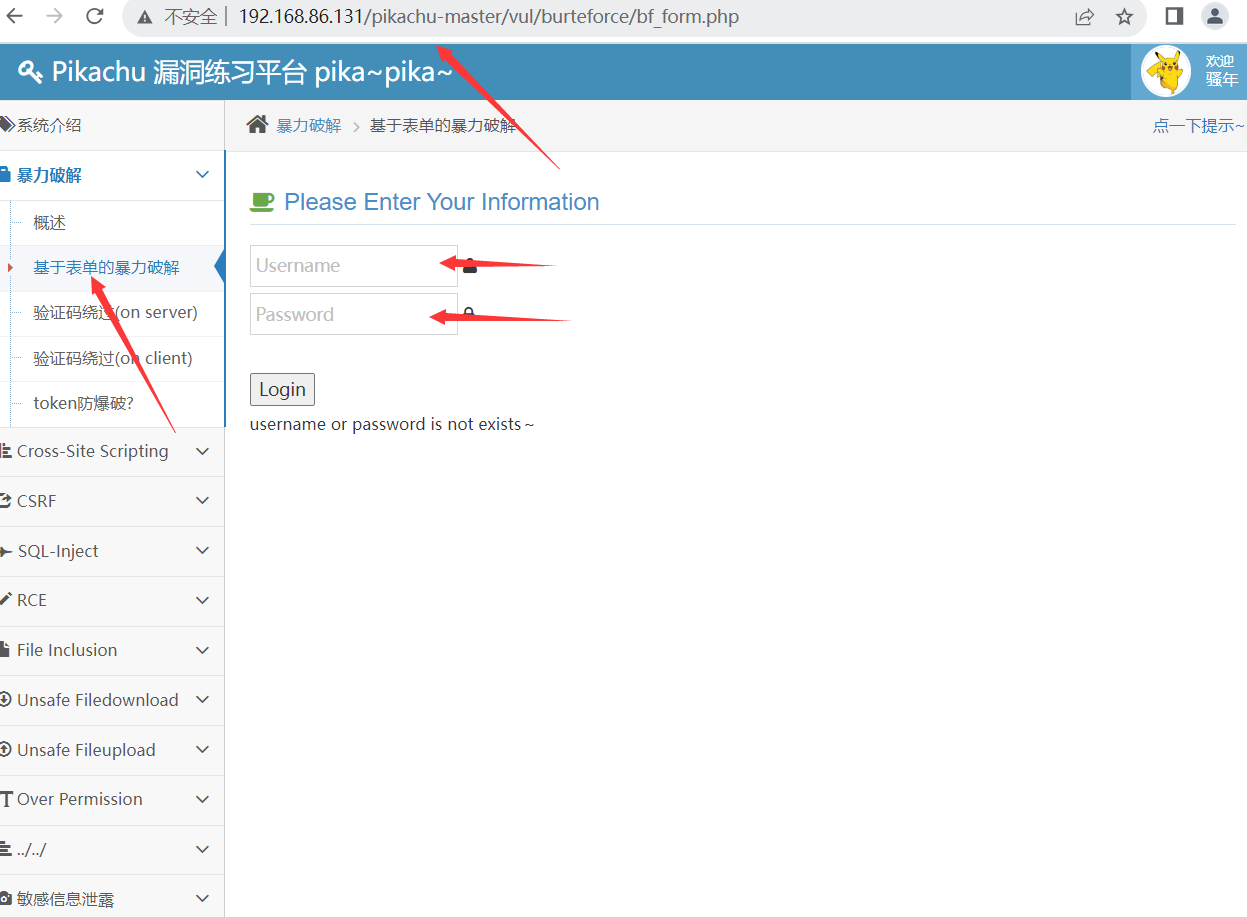 不安全 192.168.86.131/pikachu-master/vul/burteforce/bf_form.php
Pikachu 漏洞练习平台 pika~pika~
欢迎
骚年
系统介绍
暴力破解 > 基于表单的暴力破解
点一下提示~
暴力破解
概述
基于表单的暴力破解
验证码绕过(on server)
验证码绕过(on client)
token防爆破?
Cross-Site Scripting
CSRF
SQL-Inject
RCE
File Inclusion
Unsafe Filedownload
Unsafe Fileupload
Over Permission
../../
敏感信息泄露
Please Enter Your Information
Username
Password
Login
username or password is not exists～